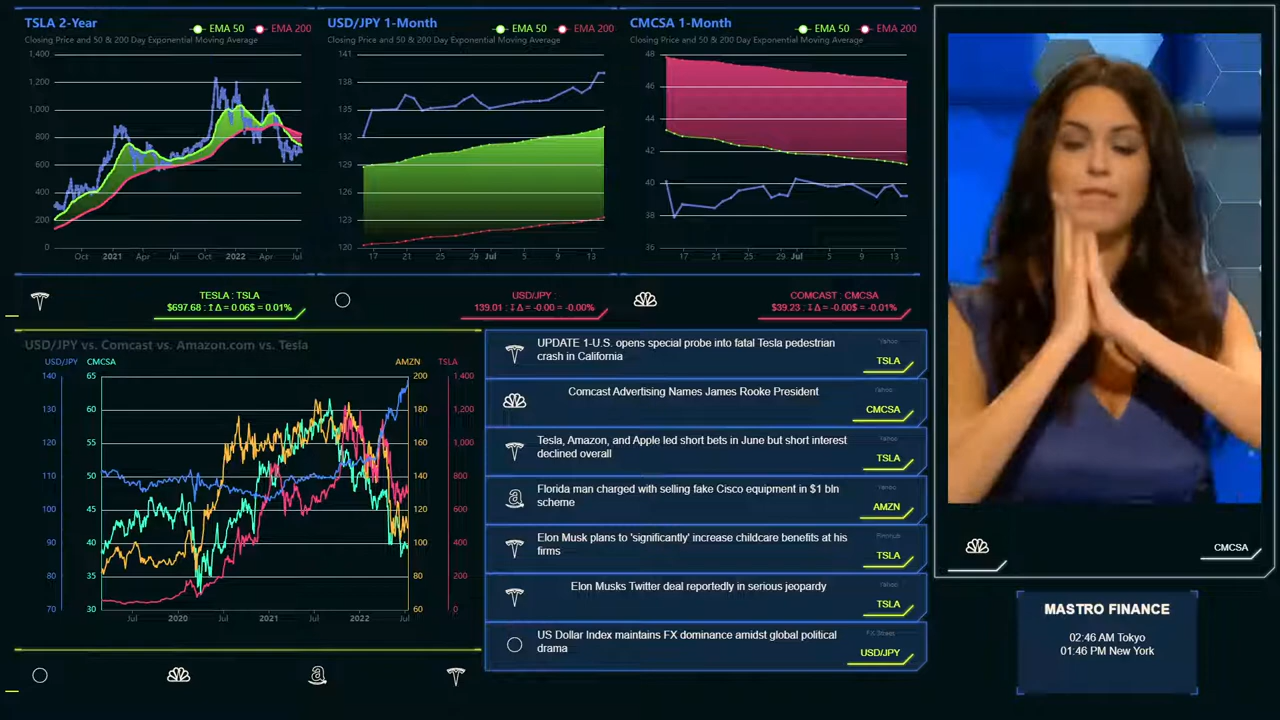 TSLA 2-Year
EMA 50 EMA 200
Closing Price and 50 & 200 Day Exponential Moving Average
1,400
1,200
1,000
800
600
400
200
0
Oct 2021 Apr Jul Oct 2022 Apr Jul
USD/JPY 1-Month
EMA 50 EMA 200
Closing Price and 50 & 200 Day Exponential Moving Average
141
138
135
132
129
126
123
120
17 21 25 29 Jul 5 9 13
CMCSA 1-Month
EMA 50 EMA 200
Closing Price and 50 & 200 Day Exponential Moving Average
48
46
44
42
40
38
36
17 21 25 29 Jul 5 9 13
TESLA : TSLA
$697.68 : I Δ = 0.06$ = 0.01%
USD/JPY :
139.01 : I Δ = -0.00 = -0.00%
COMCAST : CMCSA
$39.23 : I Δ = -0.00$ = -0.01%
USD/JPY vs. Comcast vs. Amazon.com vs. Tesla
USD/JPY CMCSA AMZN TSLA
140 65 200 1,400
130 60 180 1,200
120 55 160 1,000
110 50 140 800
100 45 120 600
90 40 100 400
80 35 80 200
70 30 60 0
Jul 2020 Jul 2021 Jul 2022 Jul
UPDATE 1-U.S. opens special probe into fatal Tesla pedestrian
crash in California
Yahoo
TSLA
Comcast Advertising Names James Rooke President
Yahoo
CMCSA
Tesla, Amazon, and Apple led short bets in June but short interest
declined overall
Yahoo
TSLA
Florida man charged with selling fake Cisco equipment in $1 bln
scheme
Yahoo
AMZN
Elon Musk plans to 'significantly' increase childcare benefits at his
firms
TSLA
Elon Musks Twitter deal reportedly in serious jeopardy
Yahoo
TSLA
US Dollar Index maintains FX dominance amidst global political
drama
FX Street
USD/JPY
CMCSA
MASTRO FINANCE
02:46 AM Tokyo
01:46 PM New York